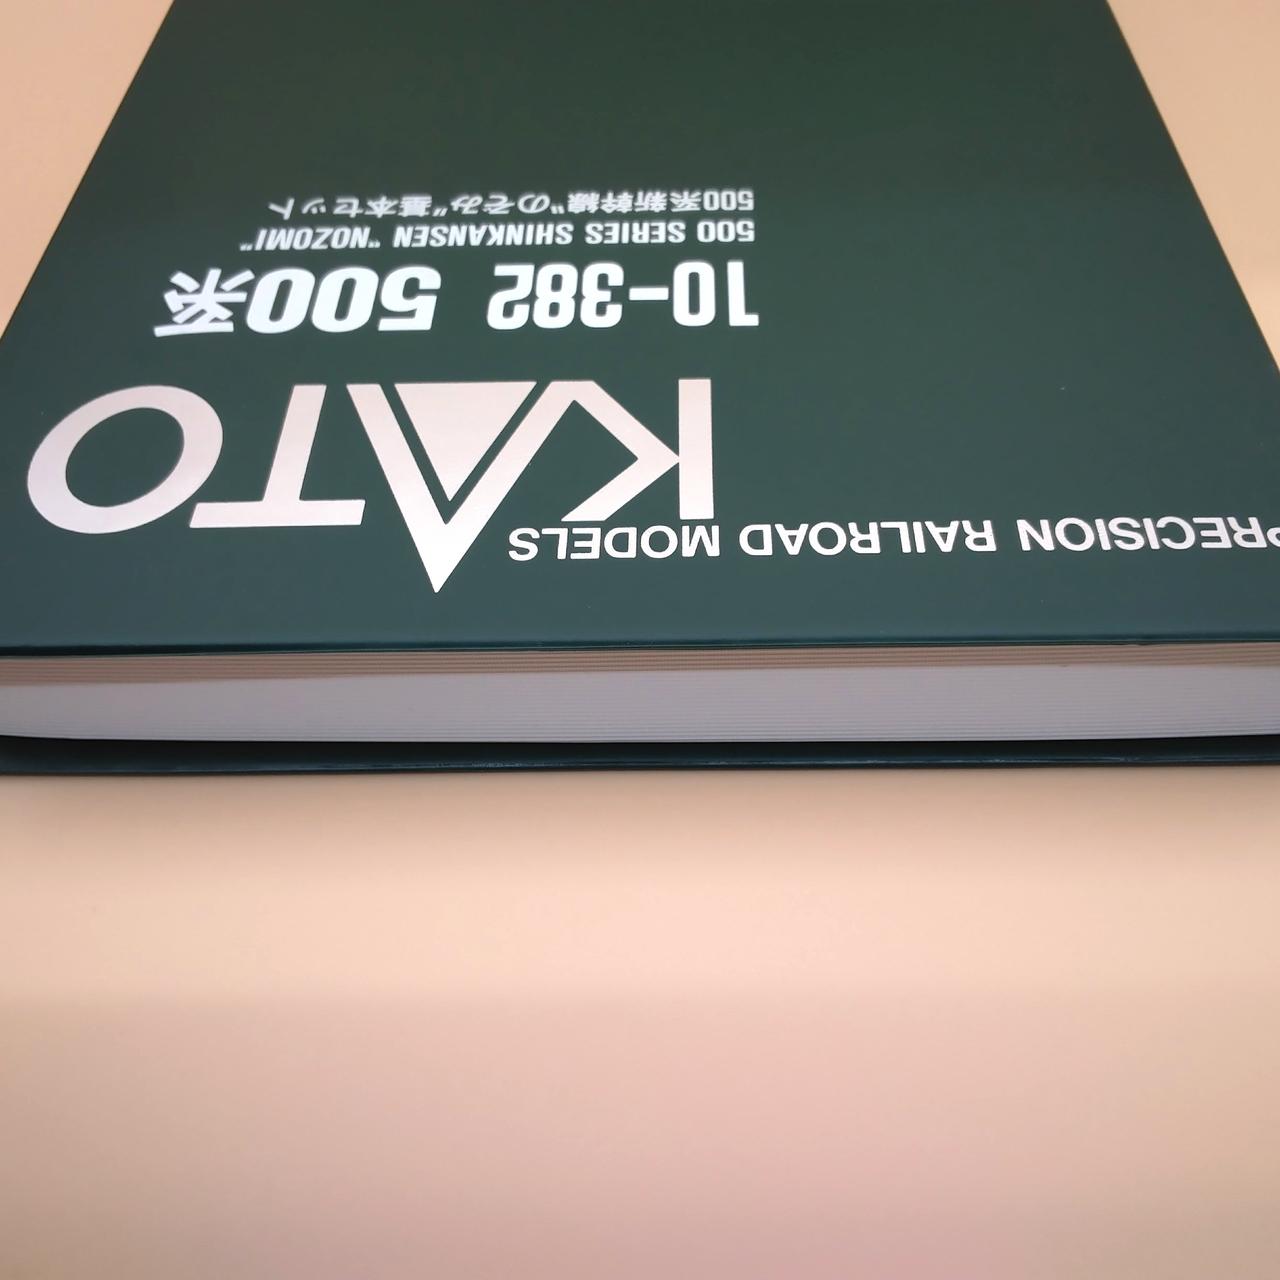 PRECISION RAILROAD MODELS
KATO
10-382 500系
500 SERIES SHINKANSEN "NOZOMI"
500系新幹線"のぞみ"基本セット